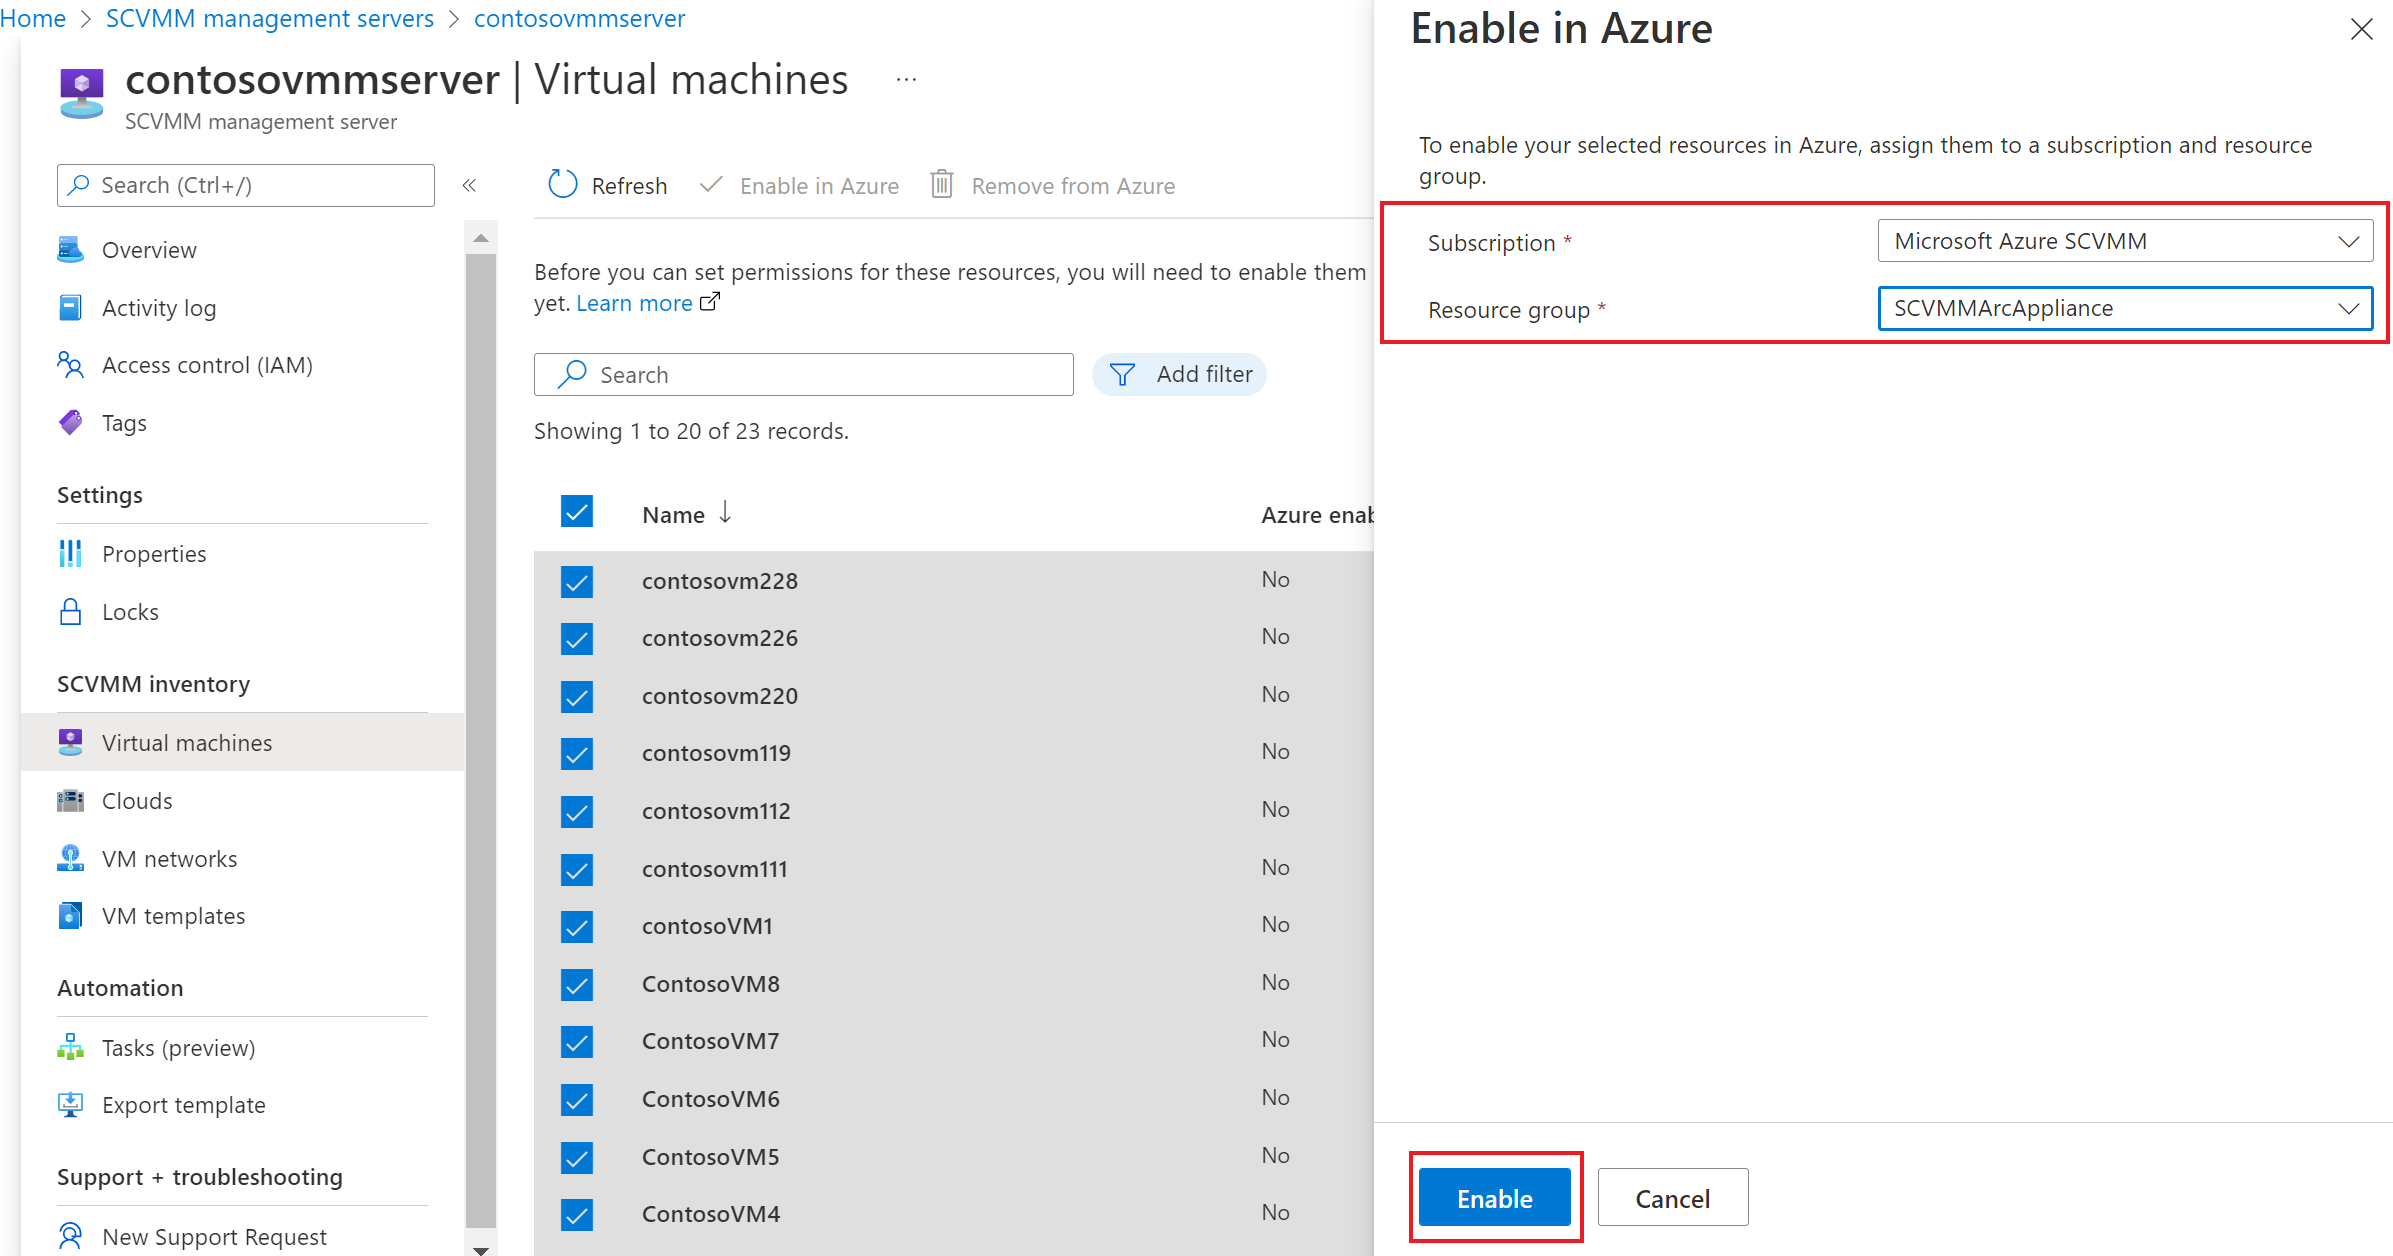 Home > SCVMM management servers > contosovmmserver
contosovmmserver | Virtual machines ...
SCVMM management server
Search (Ctrl+/)
«
Overview
Activity log
Access control (IAM)
Tags
Settings
Properties
Locks
SCVMM inventory
Virtual machines
Clouds
VM networks
VM templates
Automation
Tasks (preview)
Export template
Support + troubleshooting
New Support Request
Refresh
Enable in Azure
Remove from Azure
Before you can set permissions for these resources, you will need to enable them
yet. Learn more
Search
Add filter
Showing 1 to 20 of 23 records.
Name ↓ Azure enab
contosovm228 No
contosovm226 No
contosovm220 No
contosovm119 No
contosovm112 No
contosovm111 No
contosoVM1 No
ContosoVM8 No
ContosoVM7 No
ContosoVM6 No
ContosoVM5 No
ContosoVM4 No
Enable in Azure
To enable your selected resources in Azure, assign them to a subscription and resource
group.
Subscription * Microsoft Azure SCVMM
Resource group * SCVMMArcAppliance
Enable
Cancel